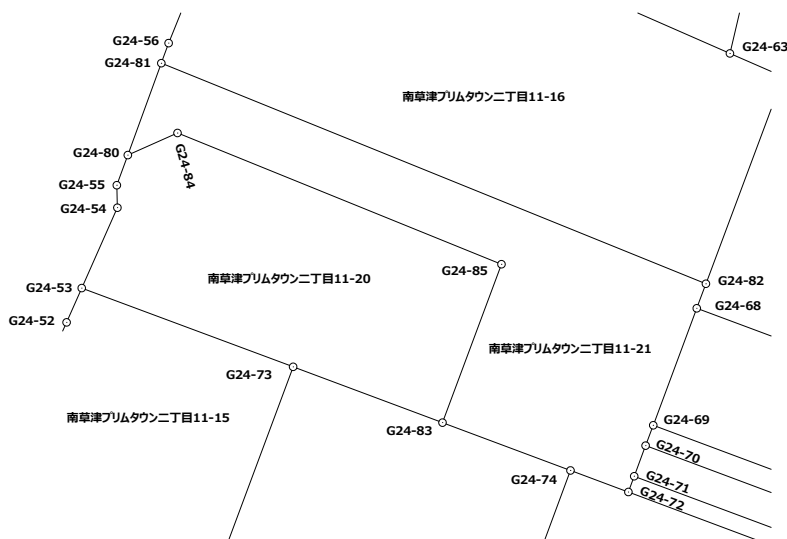 G24-56
G24-63
G24-81
南草津プリムタウン二丁目11-16
G24-80
G24-84
G24-55
G24-54
G24-85
南草津プリムタウン二丁目11-20
G24-53
G24-82
G24-68
G24-52
南草津プリムタウン二丁目11-21
G24-73
南草津プリムタウン二丁目11-15
G24-69
G24-83
G24-70
G24-74
G24-71
G24-72